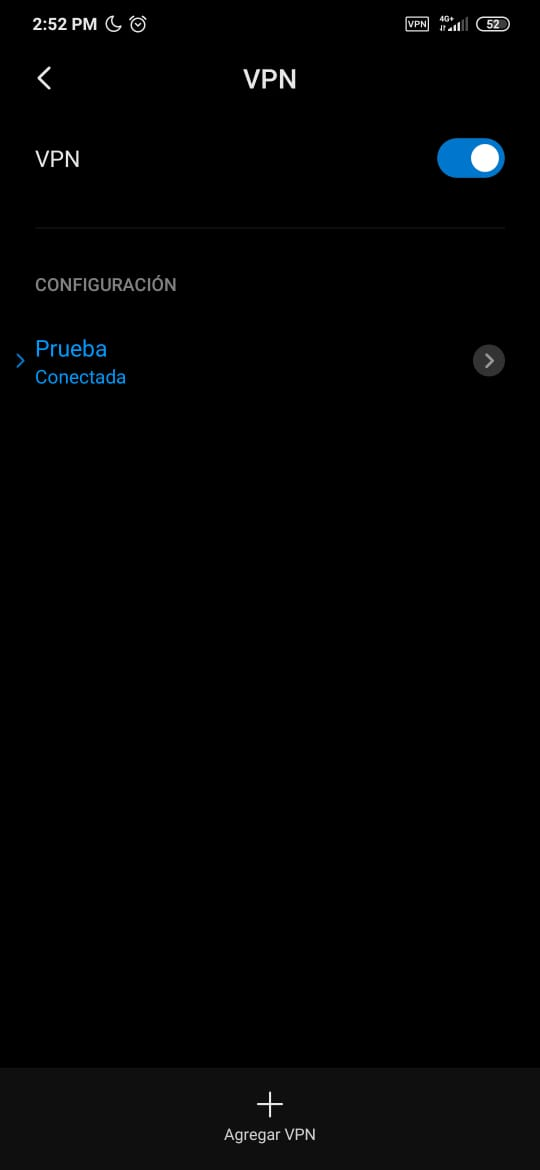 2:52 PM VPN 4G+ 52
VPN
VPN
CONFIGURACIÓN
Prueba
Conectada
Agregar VPN